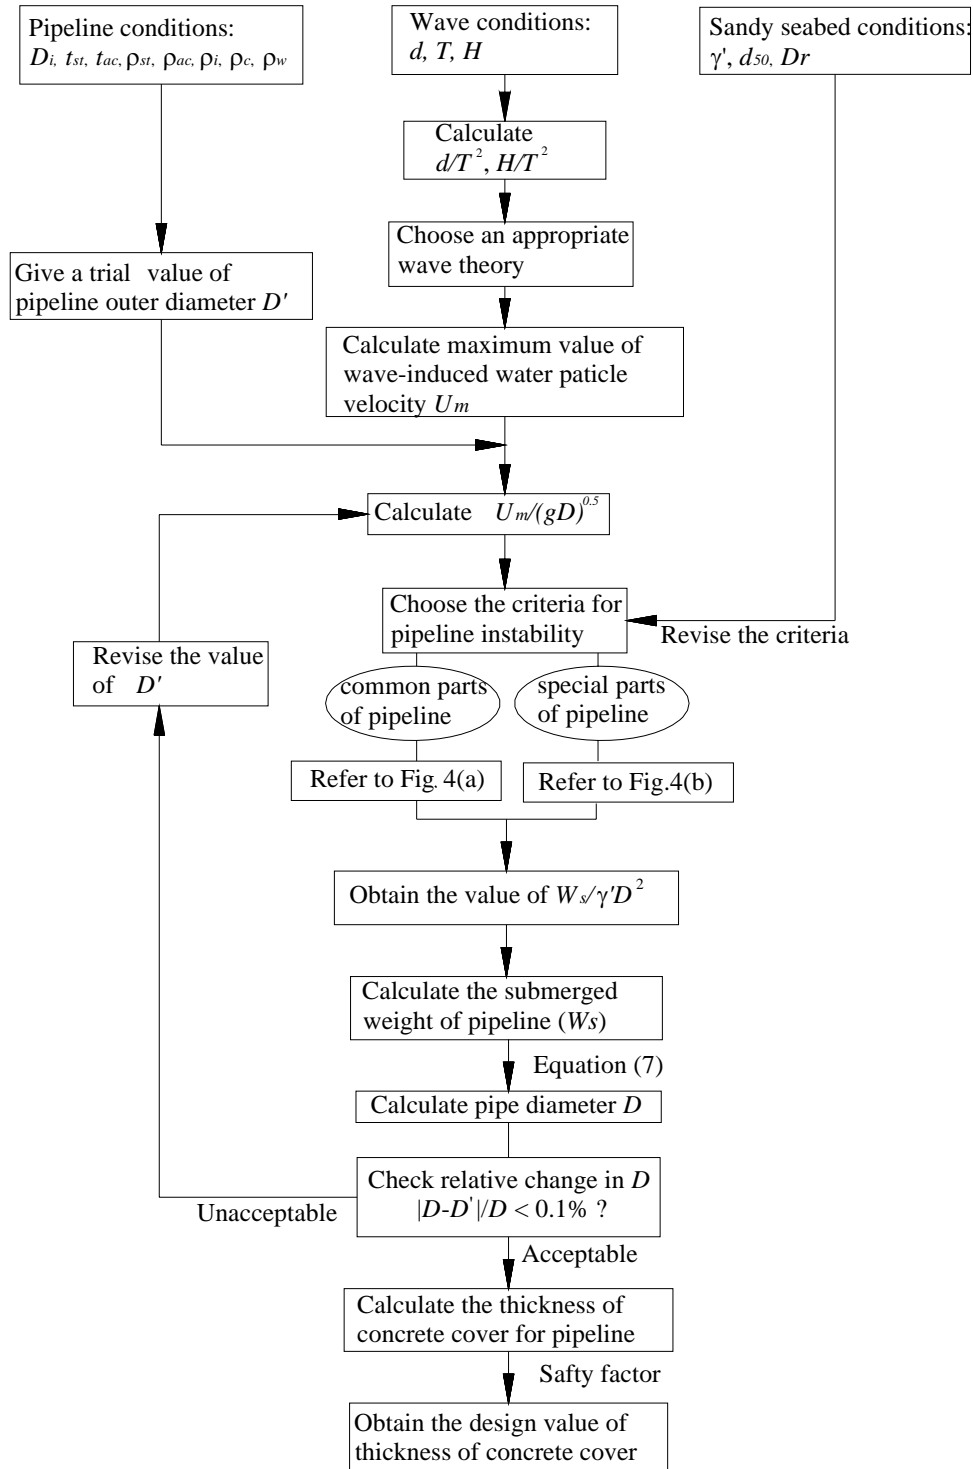 Pipeline conditions:
Di, tst, tac, ρst, ρac, ρi, ρc, ρw
Wave conditions:
d, T, H
Sandy seabed conditions:
γ', d50, Dr
Calculate
d/T², H/T²
Choose an appropriate
wave theory
Give a trial value of
pipeline outer diameter D'
Calculate maximum value of
wave-induced water paticle
velocity Um
Calculate Um/(gD)^0.5
Choose the criteria for
pipeline instability
Revise the criteria
Revise the value
of D'
common parts
of pipeline
special parts
of pipeline
Refer to Fig. 4(a)
Refer to Fig.4(b)
Obtain the value of Ws/γ'D²
Calculate the submerged
weight of pipeline (Ws)
Equation (7)
Calculate pipe diameter D
Check relative change in D
|D-D'|/D < 0.1% ?
Unacceptable
Acceptable
Calculate the thickness of
concrete cover for pipeline
Safty factor
Obtain the design value of
thickness of concrete cover